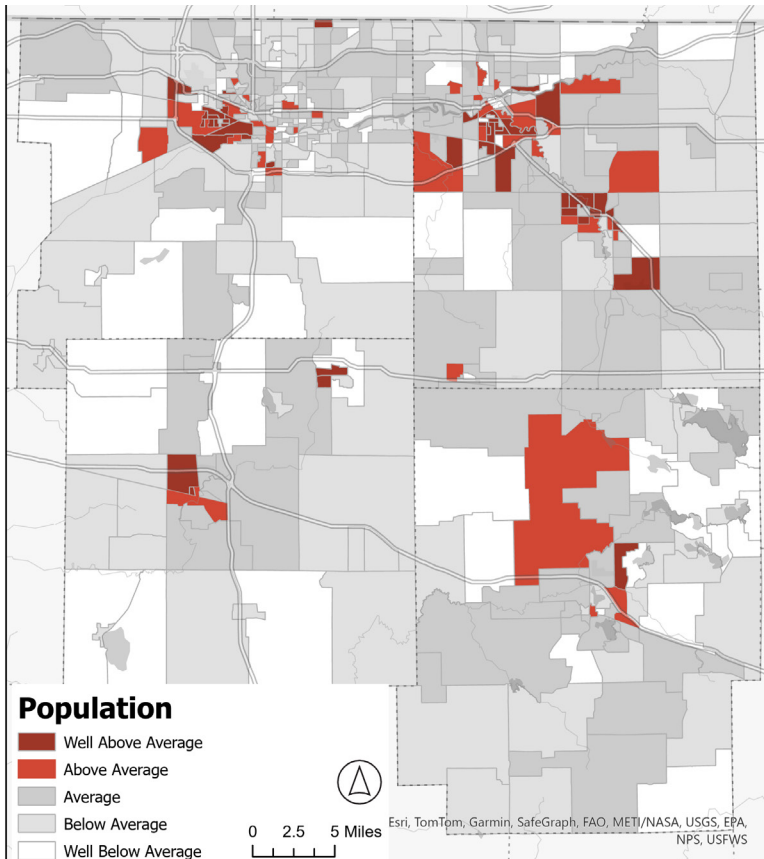 Population
Well Above Average
Above Average
Average
Below Average
Well Below Average
0 2.5 5 Miles
Esri, TomTom, Garmin, SafeGraph, FAO, METI/NASA, USGS, EPA,
NPS, USFWS